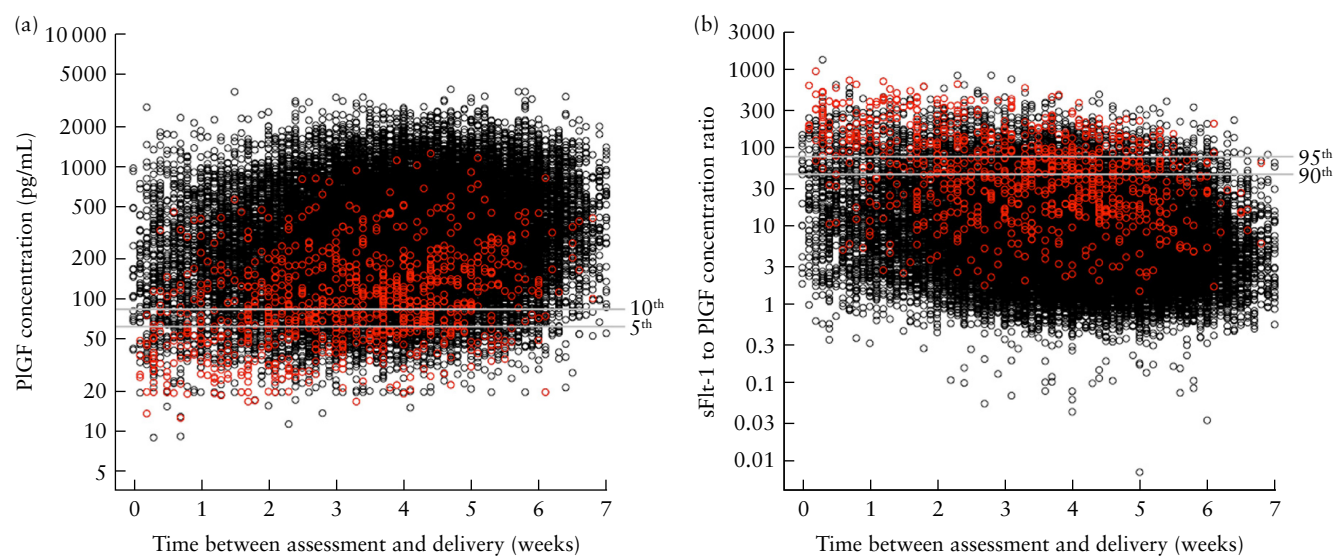 (a)
PlGF concentration (pg/mL)
10 000
5000
2000
1000
500
200
100
50
20
10
5
10th
5th
0 1 2 3 4 5 6 7
Time between assessment and delivery (weeks)
(b)
sFlt-1 to PlGF concentration ratio
3000
1000
300
100
30
10
3
1
0.3
0.1
0.03
0.01
95th
90th
0 1 2 3 4 5 6 7
Time between assessment and delivery (weeks)